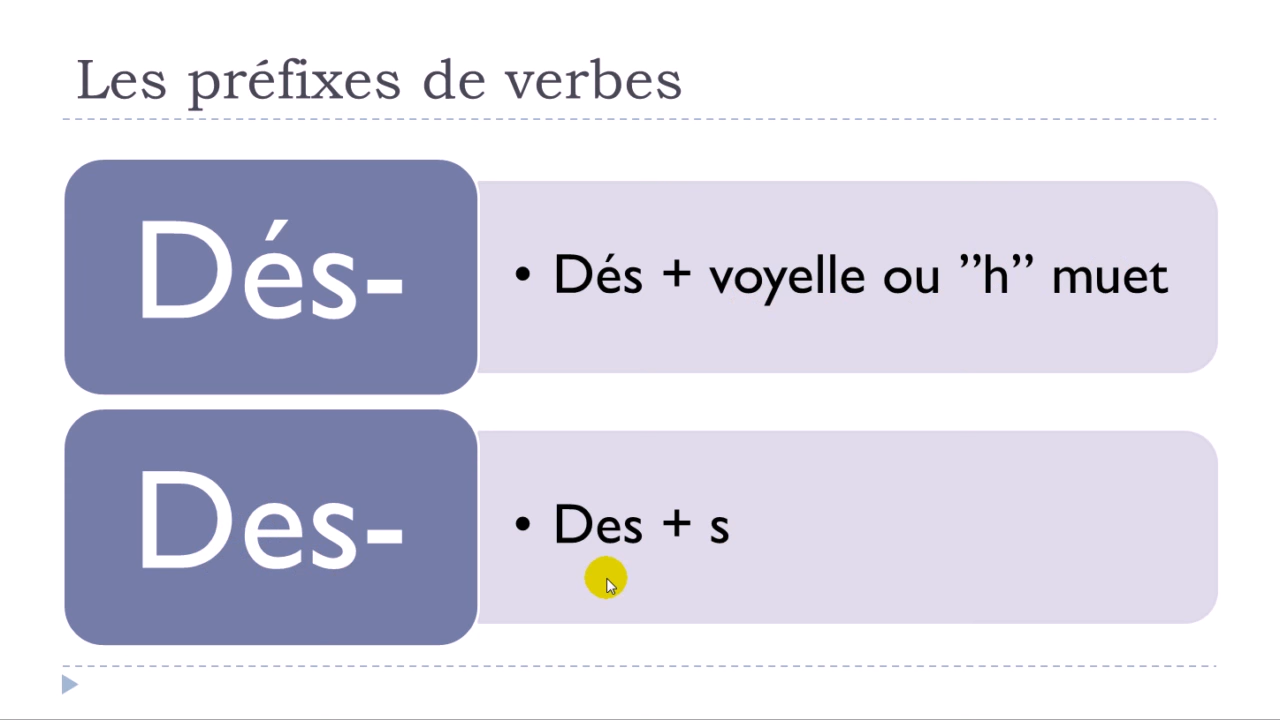 Les préfixes de verbes
Dés-
• Dés + voyelle ou ”h” muet
Des-
• Des + s